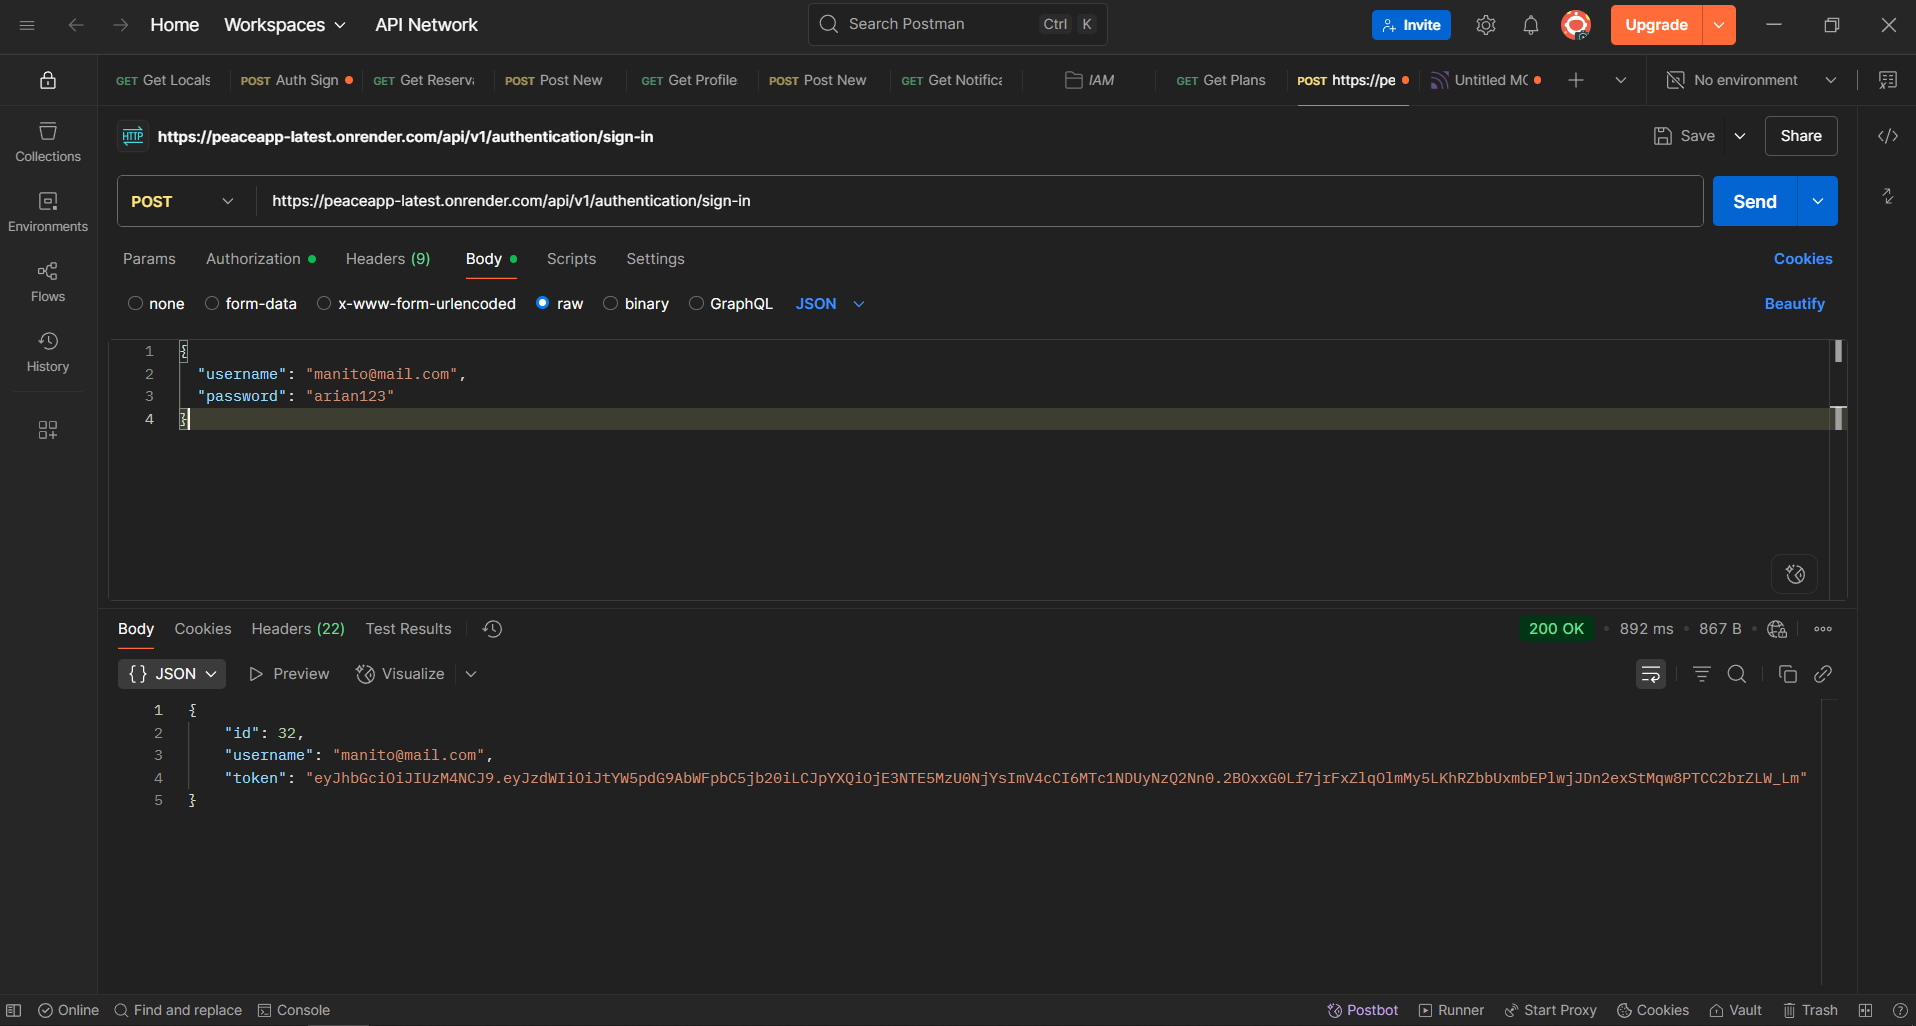 Home Workspaces API Network Search Postman Ctrl K Invite Upgrade
GET Get Locals POST Auth Sign GET Get Reserv POST Post New GET Get Profile POST Post New GET Get Notific IAM GET Get Plans POST https://pe Untitled MC No environment
HTTP https://peaceapp-latest.onrender.com/api/v1/authentication/sign-in Save Share
Collections
POST https://peaceapp-latest.onrender.com/api/v1/authentication/sign-in Send
Environments
Params Authorization Headers (9) Body Scripts Settings Cookies
Flows
none form-data x-www-form-urlencoded raw binary GraphQL JSON Beautify
History
1 {
2 "username": "manito@mail.com",
3 "password": "arian123"
4 }
Body Cookies Headers (22) Test Results 200 OK • 892 ms • 867 B
{} JSON Preview Visualize
1 {
2 "id": 32,
3 "username": "manito@mail.com",
4 "token": "eyJhbGciOiJIUzM4NCJ9.eyJzdWIiOiJtYW5pdG9AbWFpbC5jb20iLCJpYXQiOjE3NTE5MzU0NjYsImV4cCI6MTc1NDUyNzQ2Nn0.2BOxxG0Lf7jrFxZlqOlmMy5LKhRZbbUxmbEPlwjJDn2exStMqw8PTCC2brZLW_Lm"
5 }
Online Find and replace Console Postbot Runner Start Proxy Cookies Vault Trash